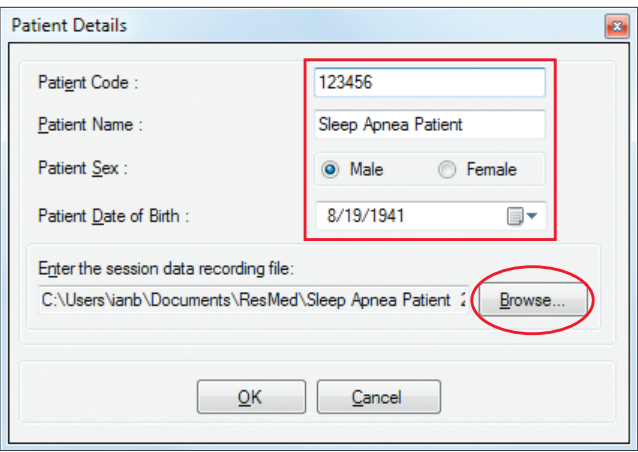 Patient Details
Patient Code :
123456
Patient Name :
Sleep Apnea Patient
Patient Sex :
Male
Female
Patient Date of Birth :
8/19/1941
Enter the session data recording file:
C:\Users\ianb\Documents\ResMed\Sleep Apnea Patient
Browse...
OK
Cancel